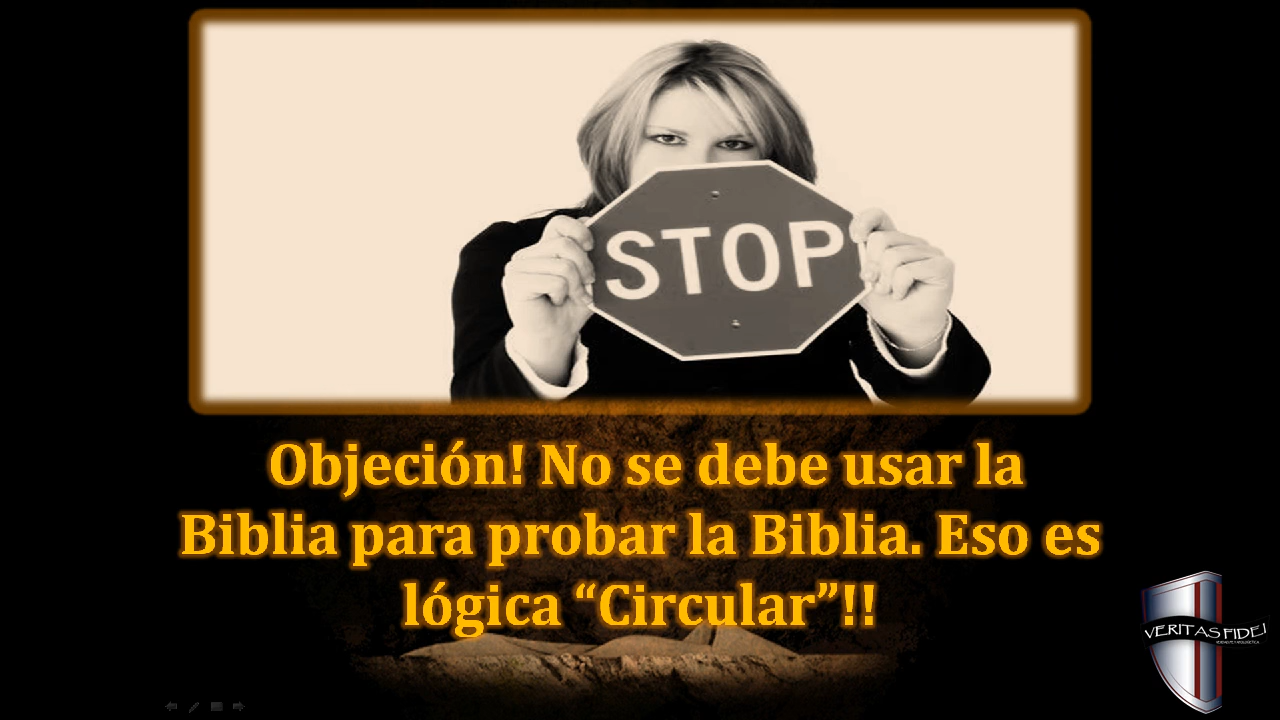 STOP
Objeción! No se debe usar la
Biblia para probar la Biblia. Eso es
lógica “Circular”!!
VERITAS FIDEI